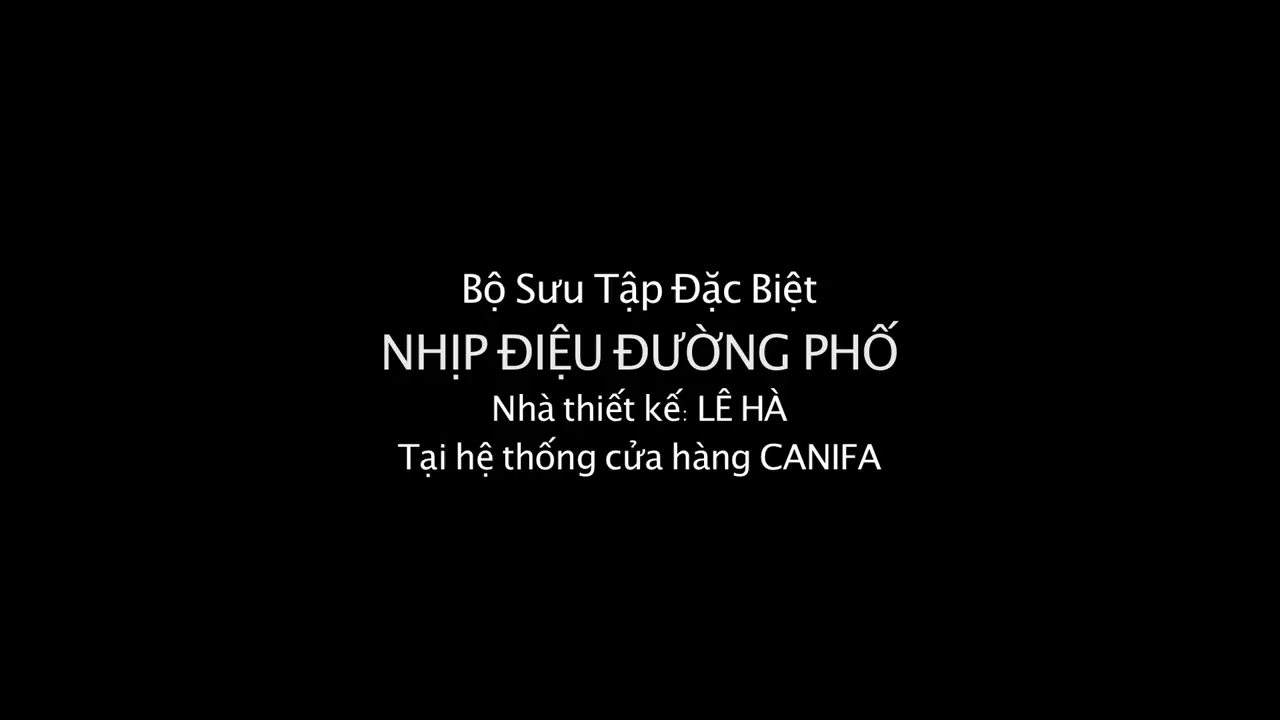 Bộ Sưu Tập Đặc Biệt
NHỊP ĐIỆU ĐƯỜNG PHỐ
Nhà thiết kế: LÊ HÀ
Tại hệ thống cửa hàng CANIFA